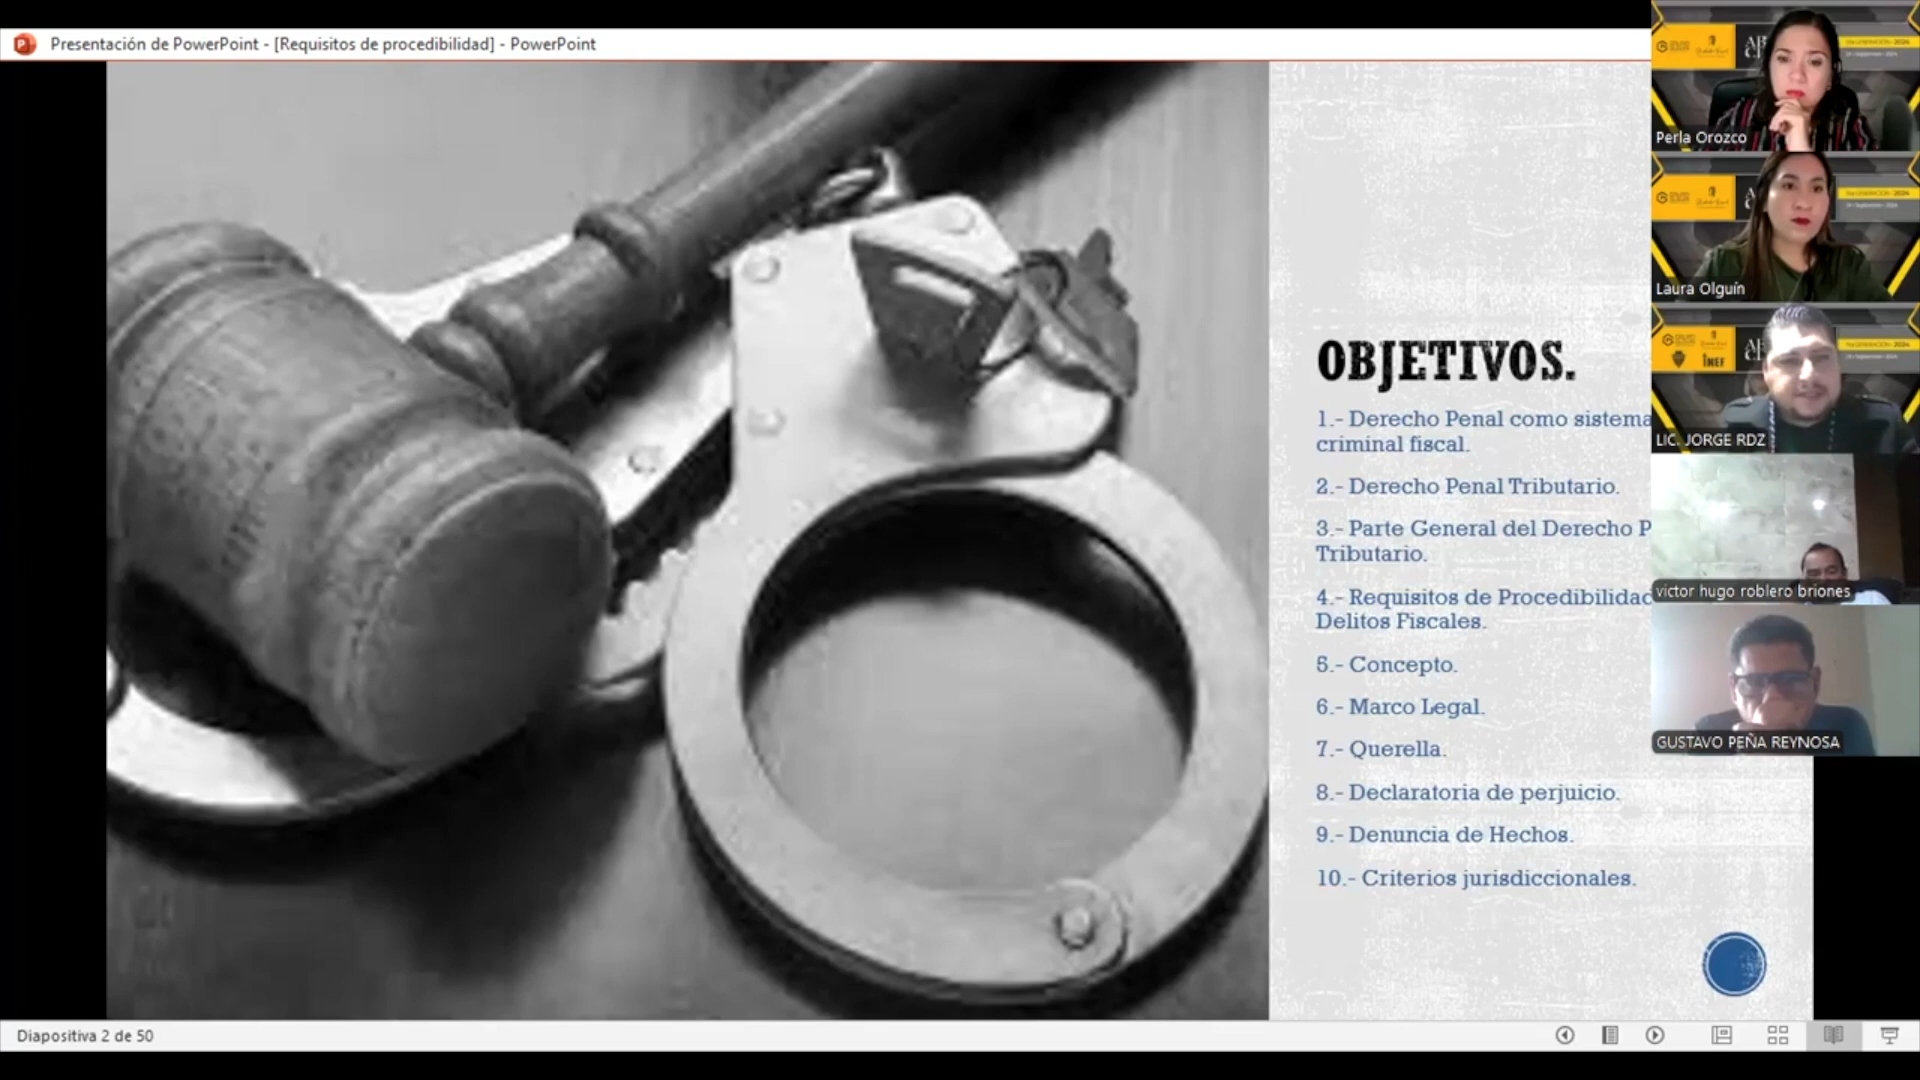 Presentación de PowerPoint - [Requisitos de procedibilidad] - PowerPoint
OBJETIVOS.
1.- Derecho Penal como sistema
criminal fiscal.
2.- Derecho Penal Tributario.
3.- Parte General del Derecho P
Tributario.
4.- Requisitos de Procedibilidad
Delitos Fiscales.
5.- Concepto.
6.- Marco Legal.
7.- Querella.
8.- Declaratoria de perjuicio.
9.- Denuncia de Hechos.
10.- Criterios jurisdiccionales.
Perla Orozco
Laura Olguín
INEF
LIC. JORGE RDZ
victor hugo roblero briones
GUSTAVO PEÑA REYNOSA
Diapositiva 2 de 50